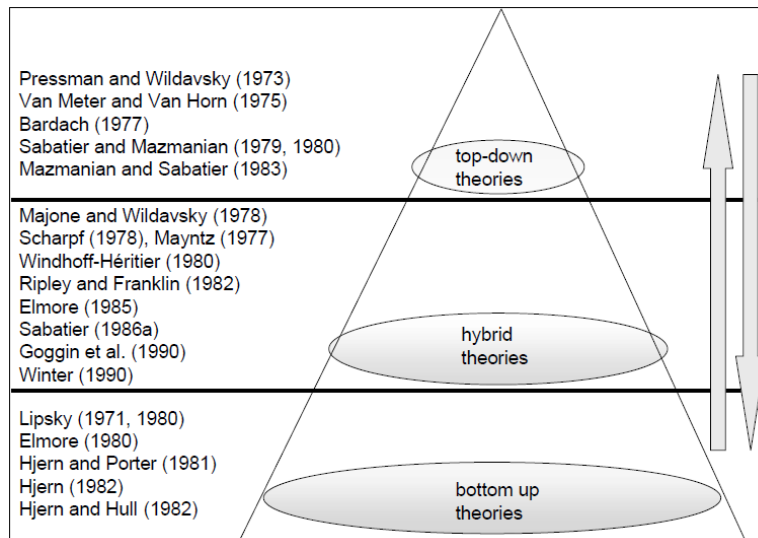 Pressman and Wildavsky (1973)
Van Meter and Van Horn (1975)
Bardach (1977)
Sabatier and Mazmanian (1979, 1980)
Mazmanian and Sabatier (1983)
top-down
theories
Majone and Wildavsky (1978)
Scharpf (1978), Mayntz (1977)
Windhoff-Héritier (1980)
Ripley and Franklin (1982)
Elmore (1985)
Sabatier (1986a)
Goggin et al. (1990)
Winter (1990)
hybrid
theories
Lipsky (1971, 1980)
Elmore (1980)
Hjern and Porter (1981)
Hjern (1982)
Hjern and Hull (1982)
bottom up
theories